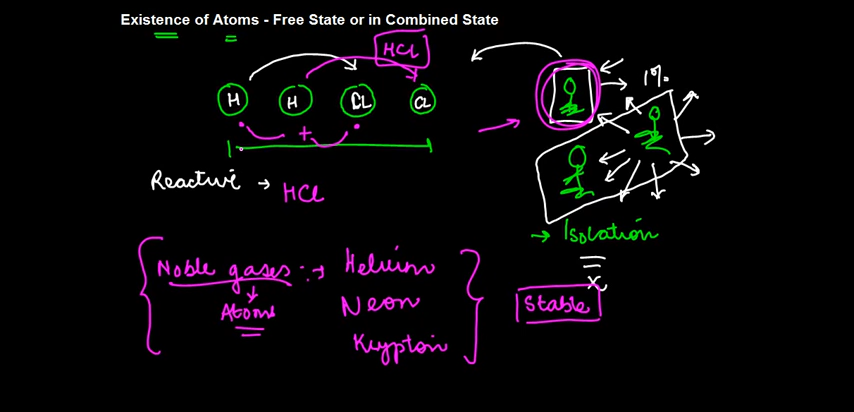 Existence of Atoms - Free State or in Combined State
HCl
H H CL CL
+
1%
Reactive → HCl
→ Isolation
x
Noble gases :→ Helium
Atoms
Neon
Krypton
Stable